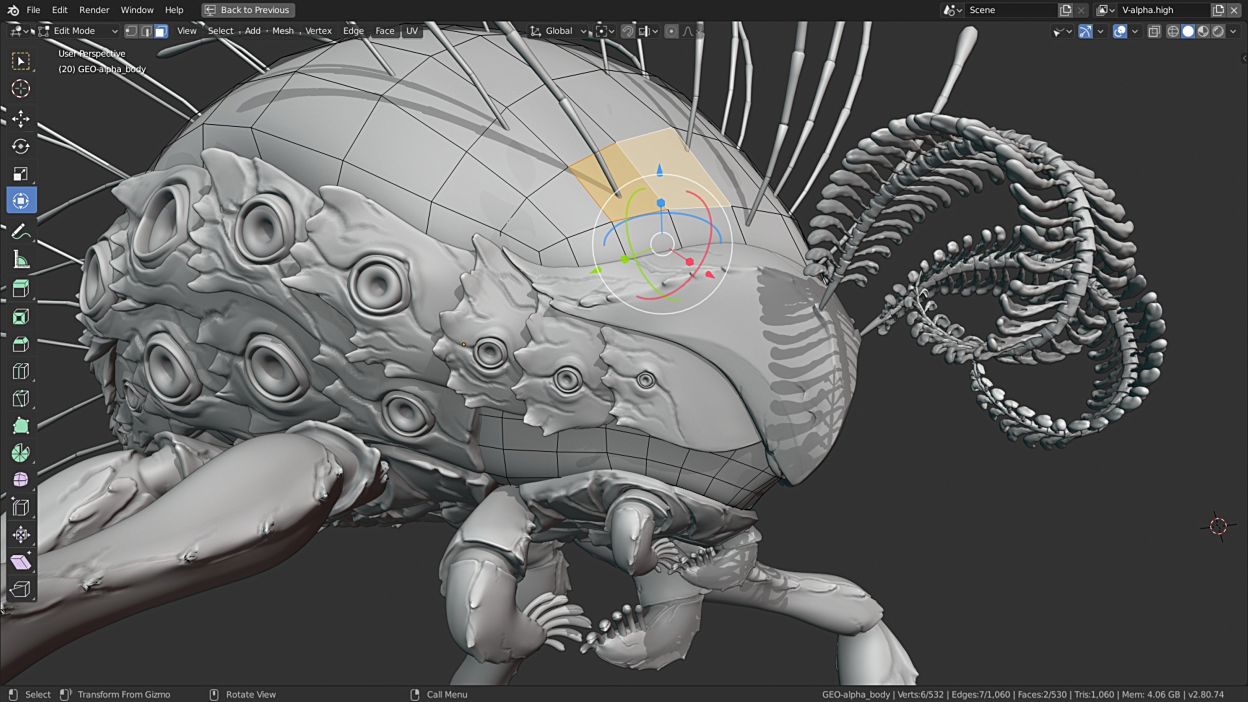 File Edit Render Window Help Back to Previous Scene V-alpha.high
Edit Mode View Select Add Mesh Vertex Edge Face UV Global
User Perspective
(20) GEO-alpha_body
Select Transform From Gizmo Rotate View Call Menu GEO-alpha_body | Verts:6/532 | Edges:7/1,060 | Faces:2/530 | Tris:1,060 | Mem: 4.06 GB | v2.80.74